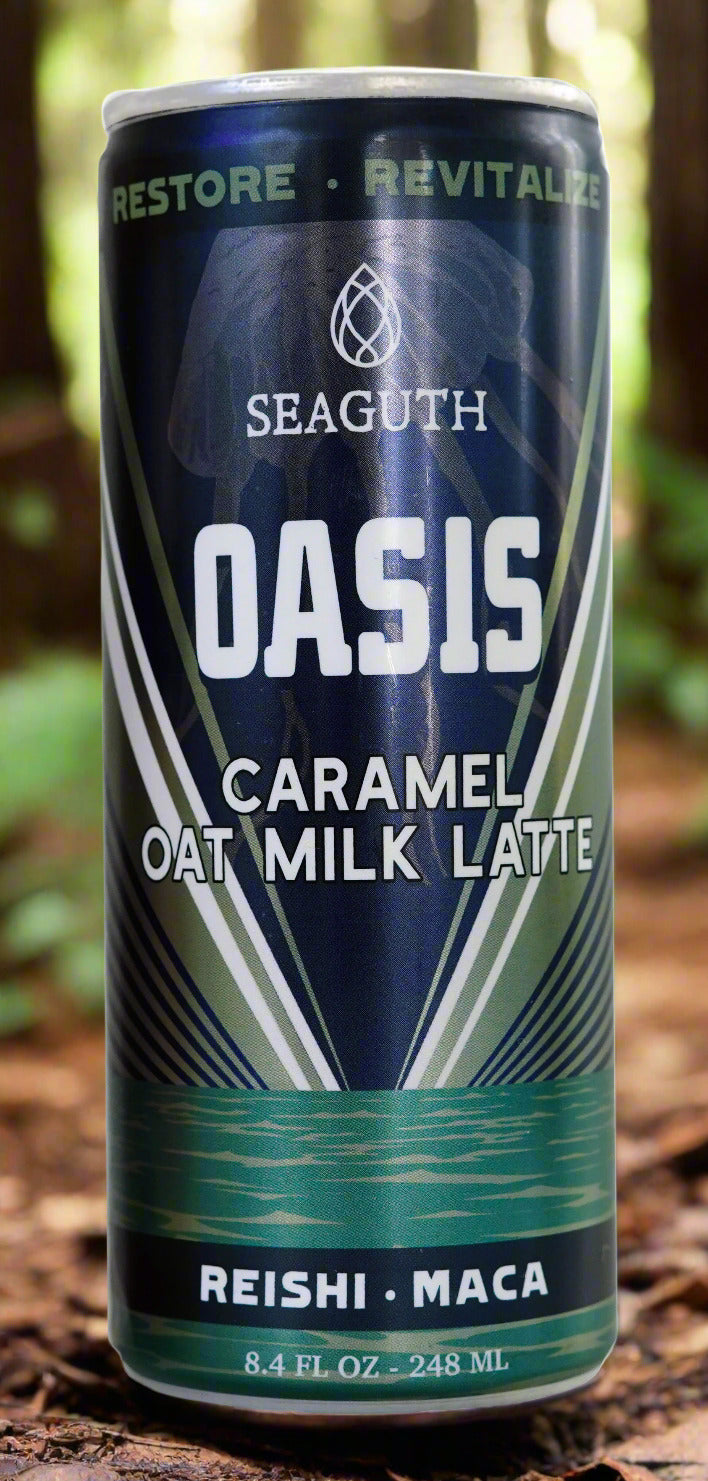 RESTORE • REVITALIZE
SEAGUTH
OASIS
CARAMEL
OAT MILK LATTE
REISHI • MACA
8.4 FL OZ - 248 ML